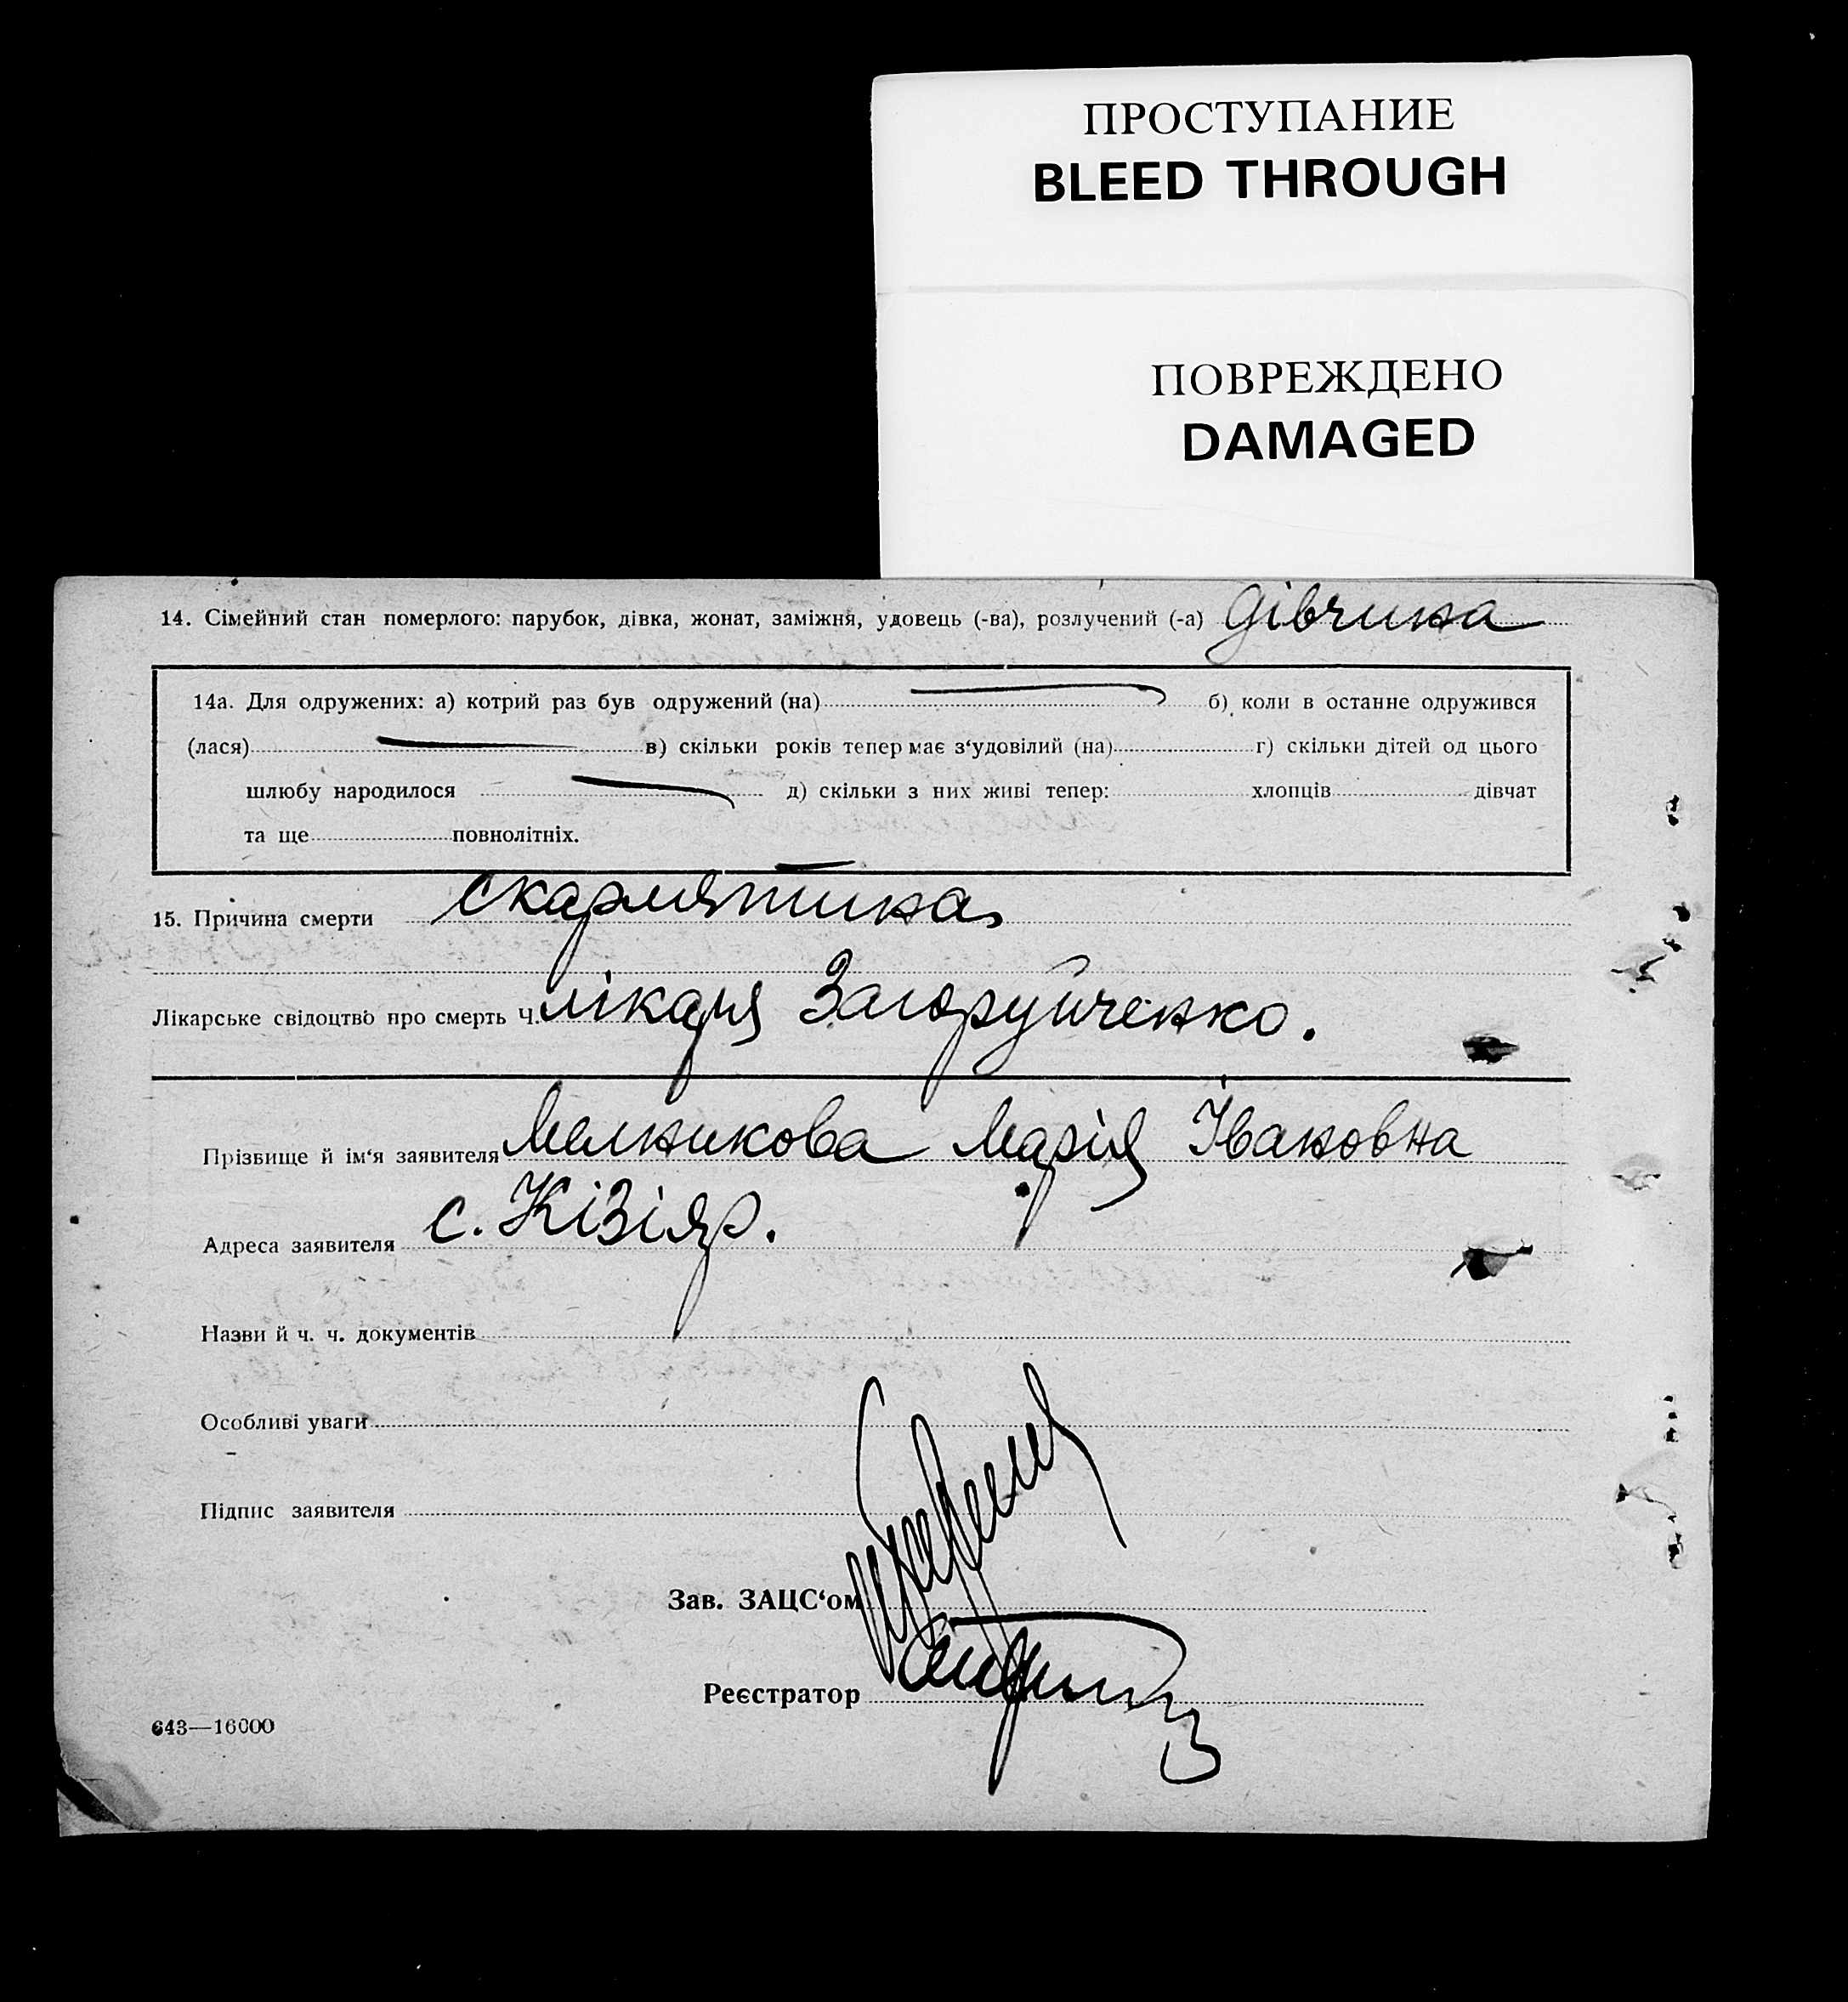 ПРОСТУПАНИЕ
BLEED THROUGH
ПОВРЕЖДЕНО
DAMAGED
14. Сімейний стан померлого: парубок, дівка, жонат, заміжня, удовець (-ва), розлучений (-а) дівчина
14а. Для одружених: а) котрий раз був одружений (на) б) коли в останне одружився
(лася) в) скільки років тепер має з‘удовілий (на) г) скільки дітей од цього
шлюбу народилося д) скільки з них живі тепер: хлопців дівчат
та ще повнолітніх.
15. Причина смерти скарлятина
Лікарське свідоцтво про смерть Ч. лікаря Загоруйченко.
Прізвище й ім‘я заявителя Мелникова Марія Івановна
Адреса заявителя с. Кізіяр.
Назви й ч. ч. документів
Особливі уваги
Підпис заявителя
Зав. ЗАЦС‘ом
Реєстратор
643—16000